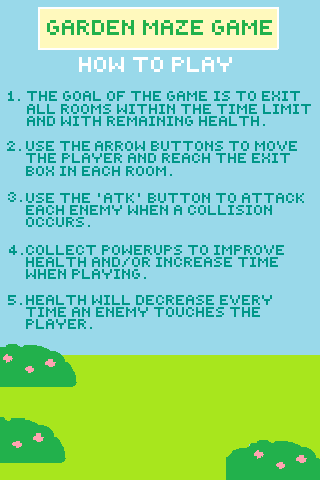 GARDEN MAZE GAME
HOW TO PLAY
1. THE GOAL OF THE GAME IS TO EXIT
ALL ROOMS WITHIN THE TIME LIMIT
AND WITH REMAINING HEALTH.
2. USE THE ARROW BUTTONS TO MOVE
THE PLAYER AND REACH THE EXIT
BOX IN EACH ROOM.
3. USE THE 'ATK' BUTTON TO ATTACK
EACH ENEMY WHEN A COLLISION
OCCURS.
4. COLLECT POWERUPS TO IMPROVE
HEALTH AND/OR INCREASE TIME
WHEN PLAYING.
5. HEALTH WILL DECREASE EVERY
TIME AN ENEMY TOUCHES THE
PLAYER.